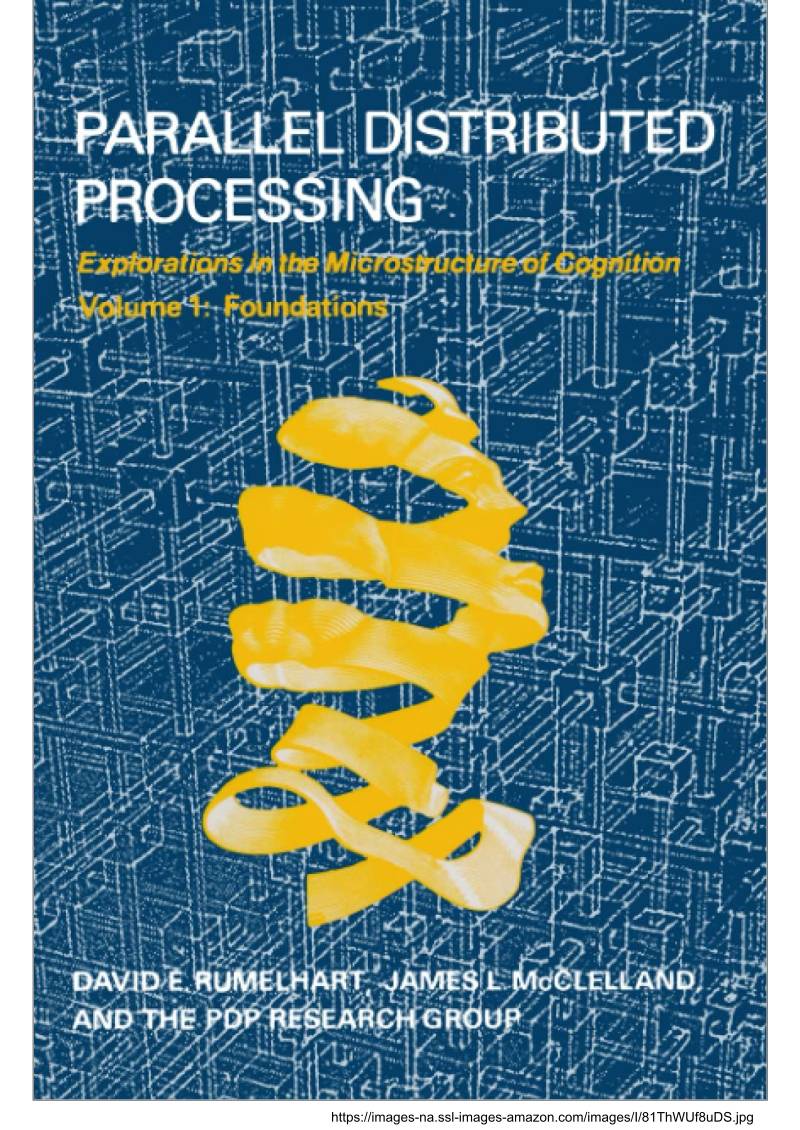 PARALLEL DISTRIBUTED
PROCESSING
Explorations in the Microstructure of Cognition
Volume 1: Foundations
DAVID E. RUMELHART, JAMES L. McCLELLAND,
AND THE PDP RESEARCH GROUP
https://images-na.ssl-images-amazon.com/images/I/81ThWUf8uDS.jpg